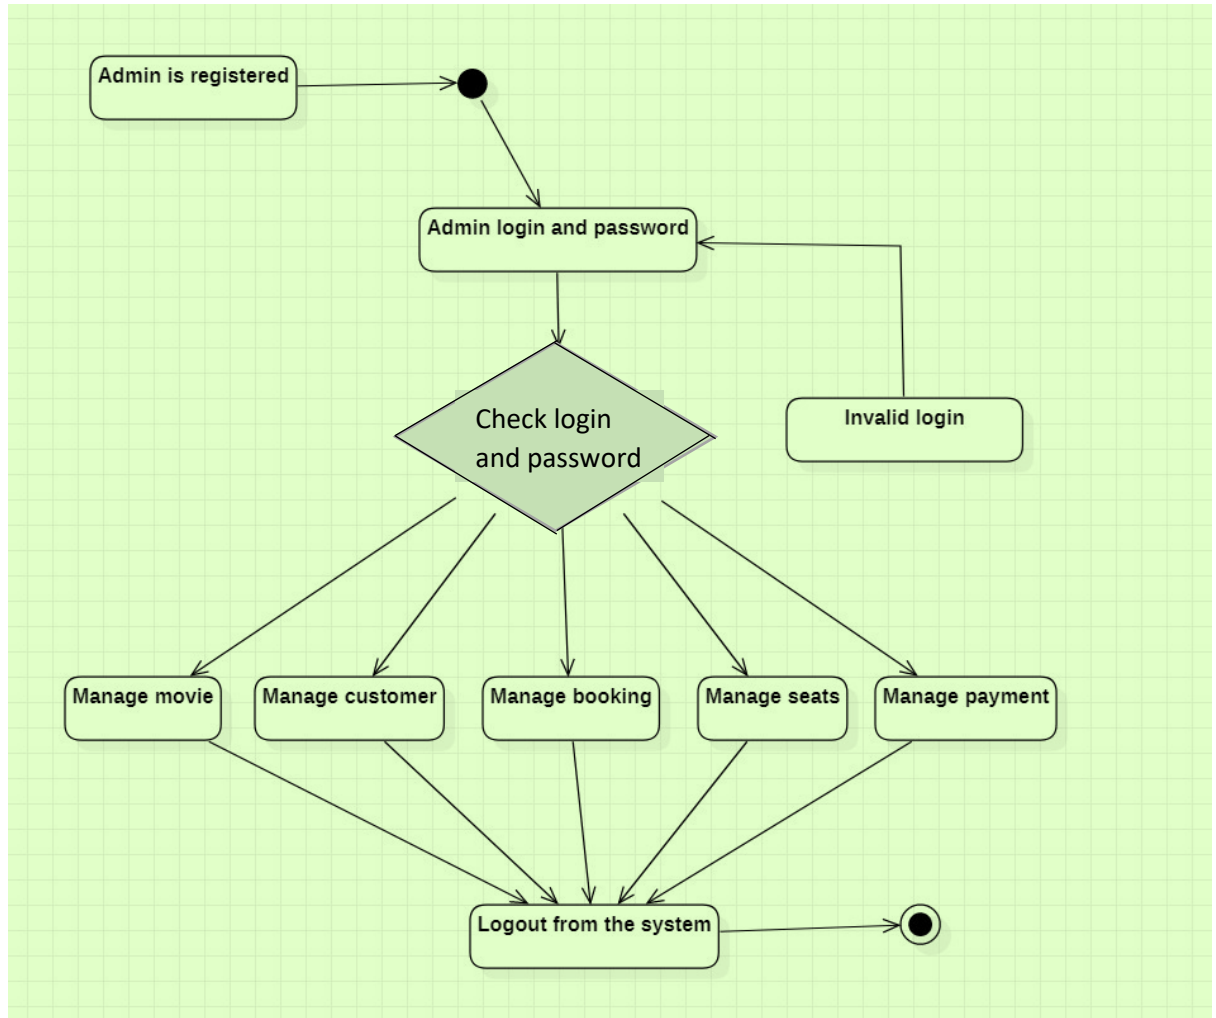 Admin is registered
Admin login and password
Check login
and password
Invalid login
Manage movie
Manage customer
Manage booking
Manage seats
Manage payment
Logout from the system